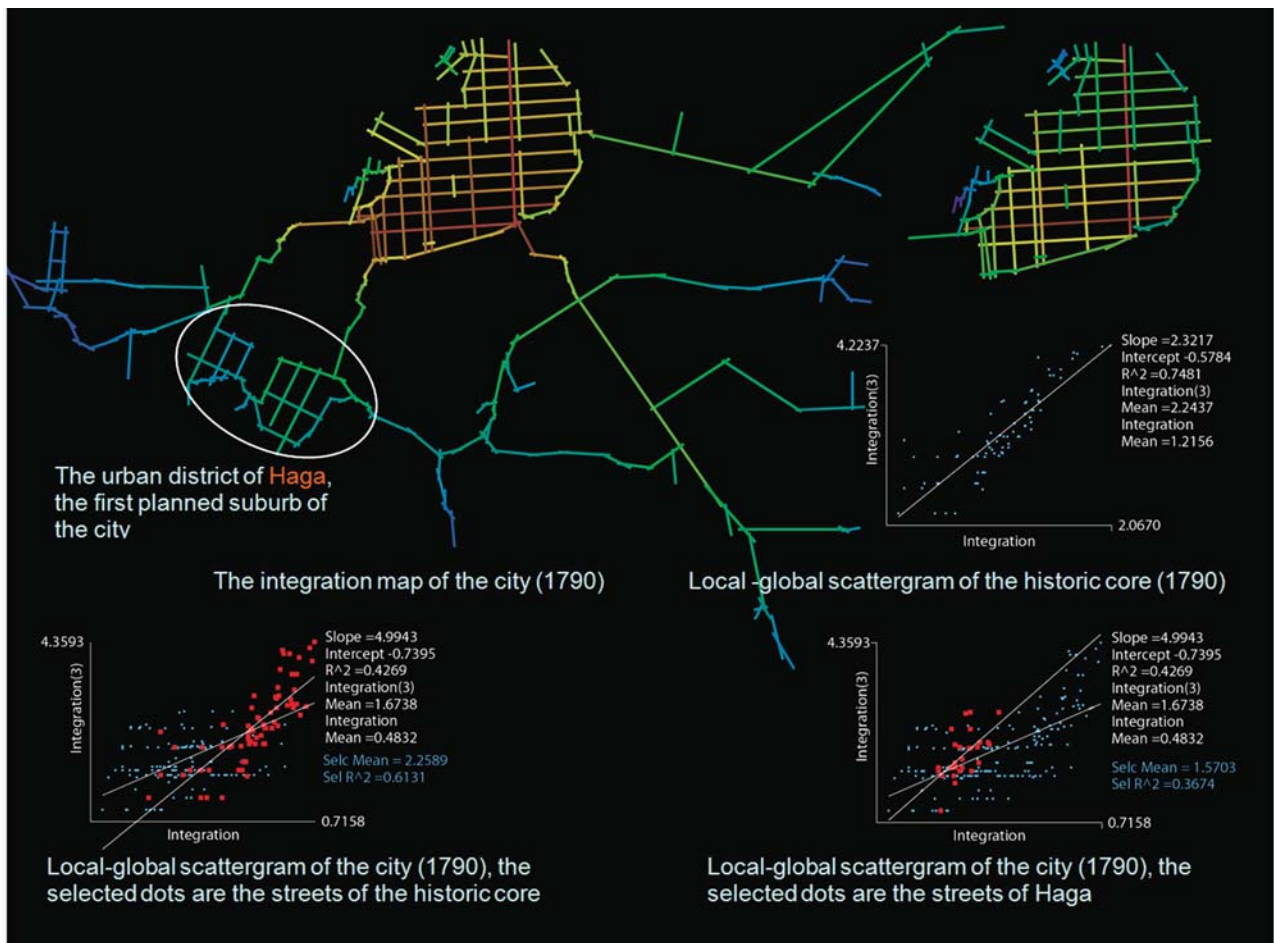 The urban district of Haga,
the first planned suburb of
the city
The integration map of the city (1790)
4.2237
Integration(3)
Slope =2.3217
Intercept -0.5784
R^2 =0.7481
Integration(3)
Mean =2.2437
Integration
Mean =1.2156
2.0670
Integration
Local -global scattergram of the historic core (1790)
4.3593
Integration(3)
Slope =4.9943
Intercept -0.7395
R^2 =0.4269
Integration(3)
Mean =1.6738
Integration
Mean =0.4832
Selc Mean = 2.2589
Sel R^2 =0.6131
0.7158
Integration
Local-global scattergram of the city (1790), the
selected dots are the streets of the historic core
4.3593
Integration(3)
Slope =4.9943
Intercept -0.7395
R^2 =0.4269
Integration(3)
Mean =1.6738
Integration
Mean =0.4832
Selc Mean = 1.5703
Sel R^2 =0.3674
0.7158
Integration
Local-global scattergram of the city (1790), the
selected dots are the streets of Haga